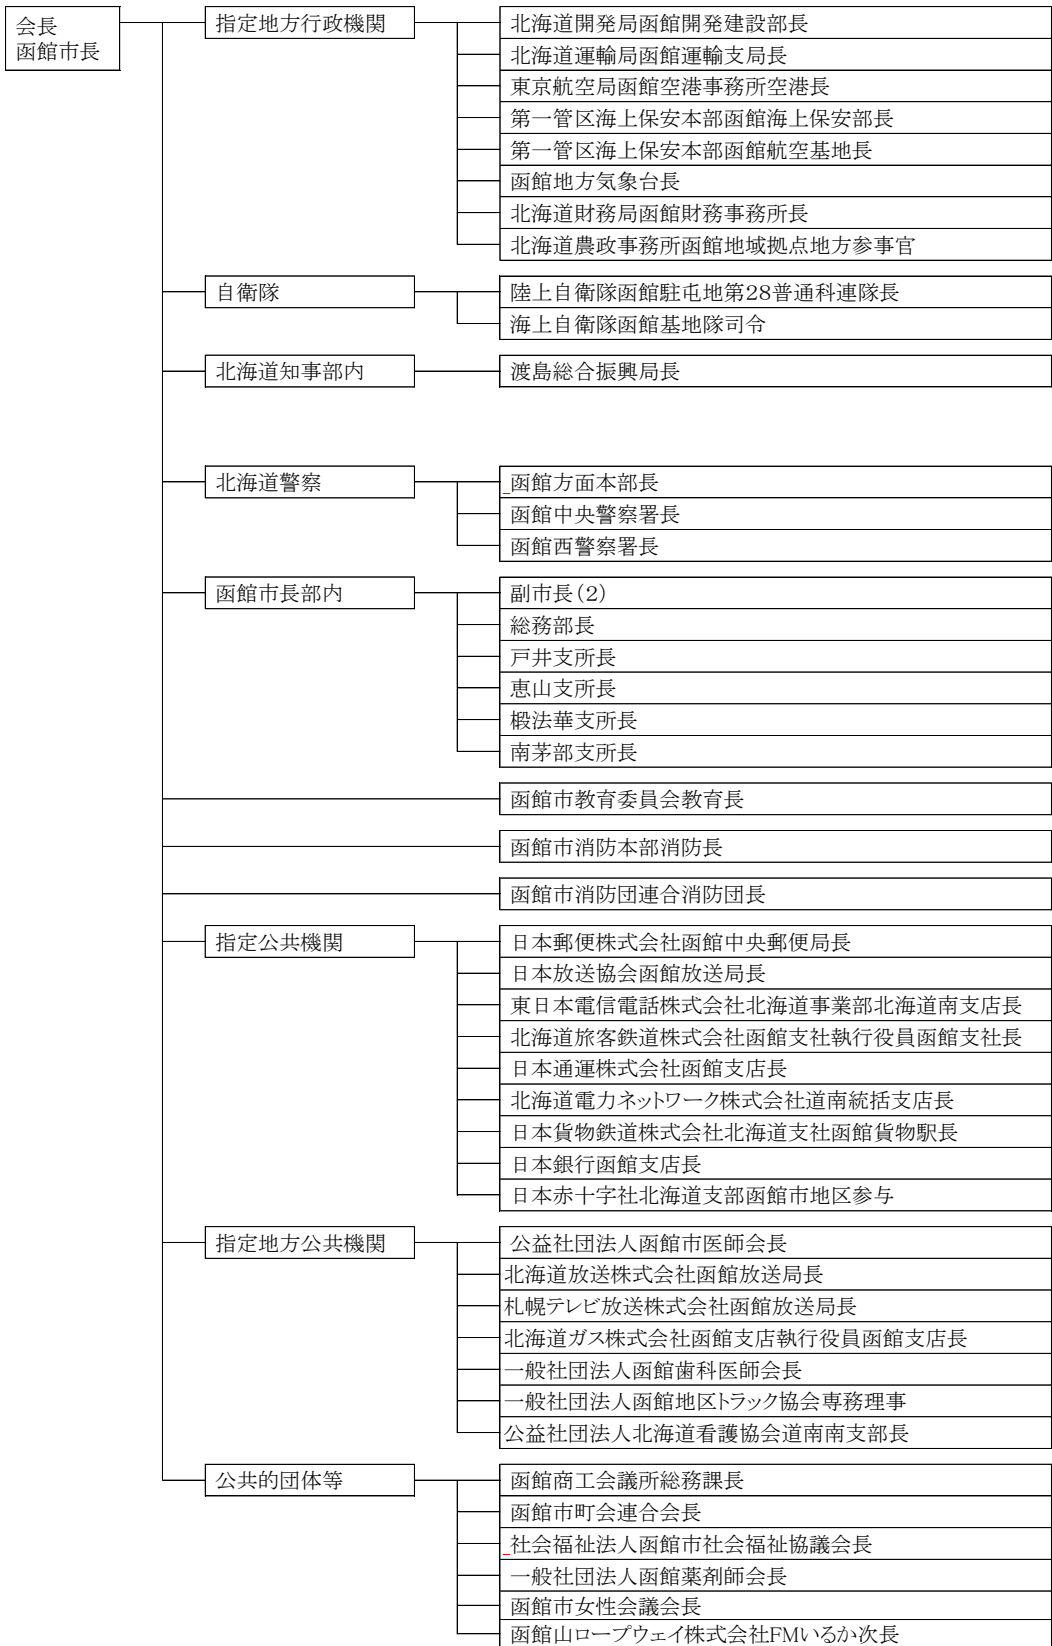 会長
函館市長
指定地方行政機関
北海道開発局函館開発建設部長
北海道運輸局函館運輸支局長
東京航空局函館空港事務所空港長
第一管区海上保安本部函館海上保安部長
第一管区海上保安本部函館航空基地長
函館地方気象台長
北海道財務局函館財務事務所長
北海道農政事務所函館地域拠点地方参事官
自衛隊
陸上自衛隊函館駐屯地第28普通科連隊長
海上自衛隊函館基地隊司令
北海道知事部内
渡島総合振興局長
北海道警察
函館方面本部長
函館中央警察署長
函館西警察署長
函館市長部内
副市長(2)
総務部長
戸井支所長
恵山支所長
椴法華支所長
南茅部支所長
函館市教育委員会教育長
函館市消防本部消防長
函館市消防団連合消防団長
指定公共機関
日本郵便株式会社函館中央郵便局長
日本放送協会函館放送局長
東日本電信電話株式会社北海道事業部北海道南支店長
北海道旅客鉄道株式会社函館支社執行役員函館支社長
日本通運株式会社函館支店長
北海道電力ネットワーク株式会社道南統括支店長
日本貨物鉄道株式会社北海道支社函館貨物駅長
日本銀行函館支店長
日本赤十字社北海道支部函館市地区参与
指定地方公共機関
公益社団法人函館市医師会長
北海道放送株式会社函館放送局長
札幌テレビ放送株式会社函館放送局長
北海道ガス株式会社函館支店執行役員函館支店長
一般社団法人函館歯科医師会長
一般社団法人函館地区トラック協会専務理事
公益社団法人北海道看護協会道南南支部長
公共的団体等
函館商工会議所総務課長
函館市町会連合会長
社会福祉法人函館市社会福祉協議会長
一般社団法人函館薬剤師会長
函館市女性会議会長
函館山ロープウェイ株式会社FMいるか次長